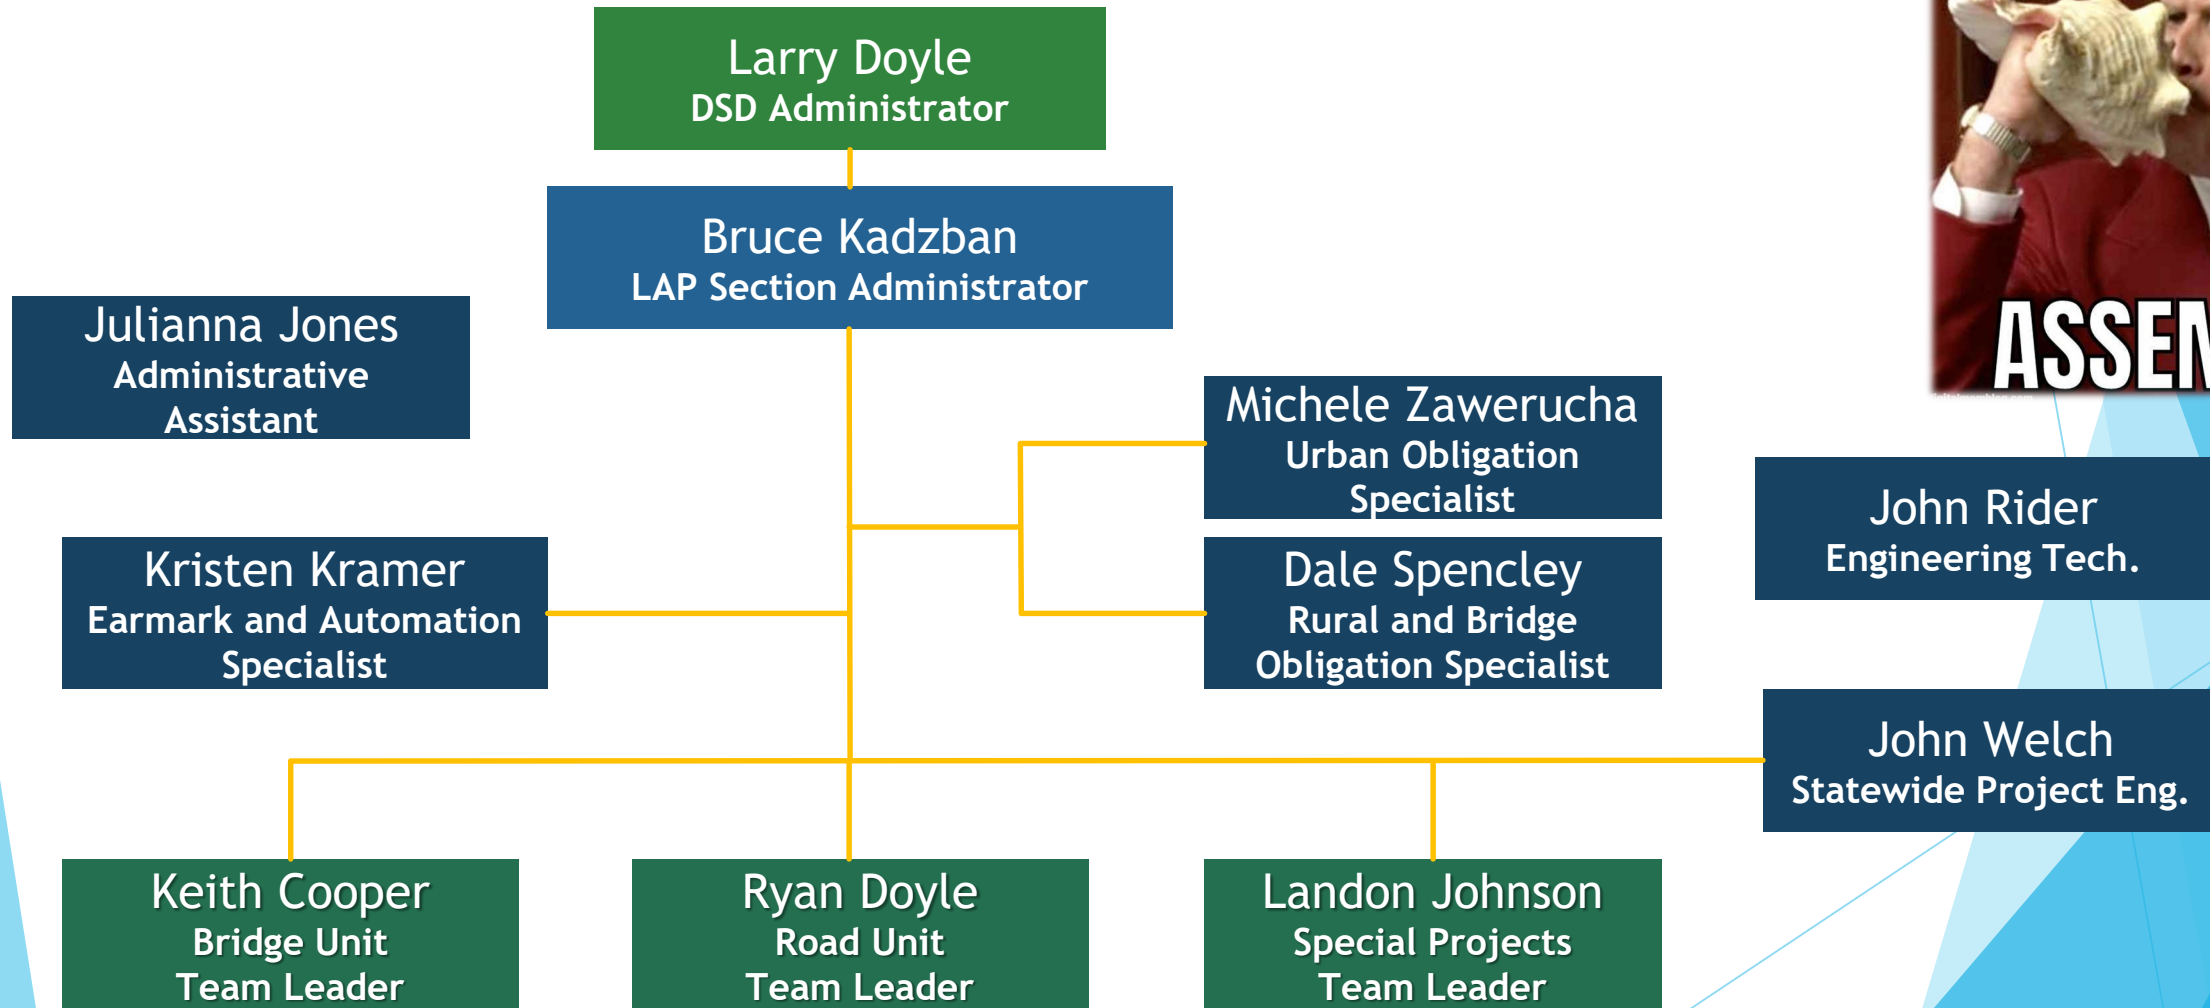 Larry Doyle
DSD Administrator
Bruce Kadzban
LAP Section Administrator
Julianna Jones
Administrative
Assistant
ASSEM
Michele Zawerucha
Urban Obligation
Specialist
John Rider
Engineering Tech.
Kristen Kramer
Earmark and Automation
Specialist
Dale Spencley
Rural and Bridge
Obligation Specialist
John Welch
Statewide Project Eng.
Keith Cooper
Bridge Unit
Team Leader
Ryan Doyle
Road Unit
Team Leader
Landon Johnson
Special Projects
Team Leader